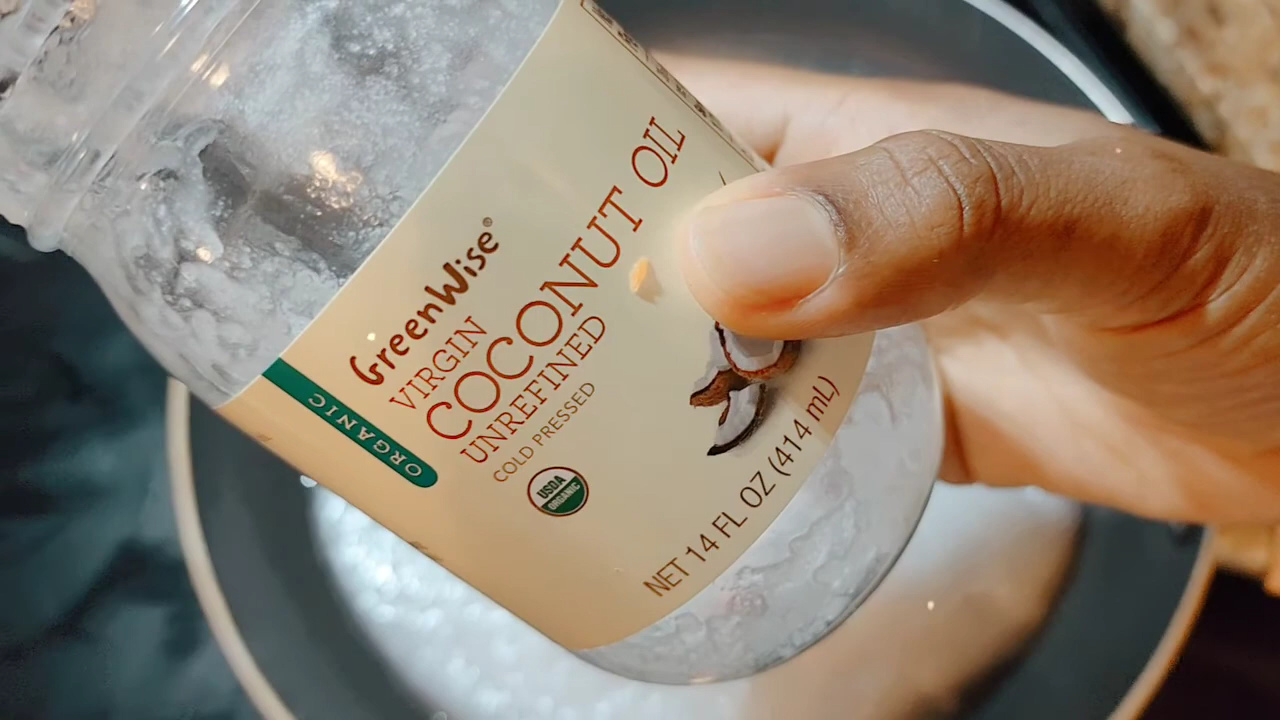 GreenWise®
VIRGIN
COCONUT OIL
UNREFINED
COLD PRESSED
ORGANIC
USDA
ORGANIC
NET 14 FL OZ (414 mL)